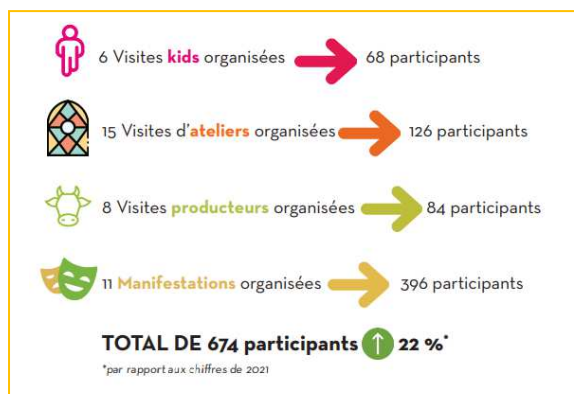 6 Visites kids organisées 68 participants
15 Visites d'ateliers organisées 126 participants
8 Visites producteurs organisées 84 participants
11 Manifestations organisées 396 participants
TOTAL DE 674 participants 22 %*
*par rapport aux chiffres de 2021